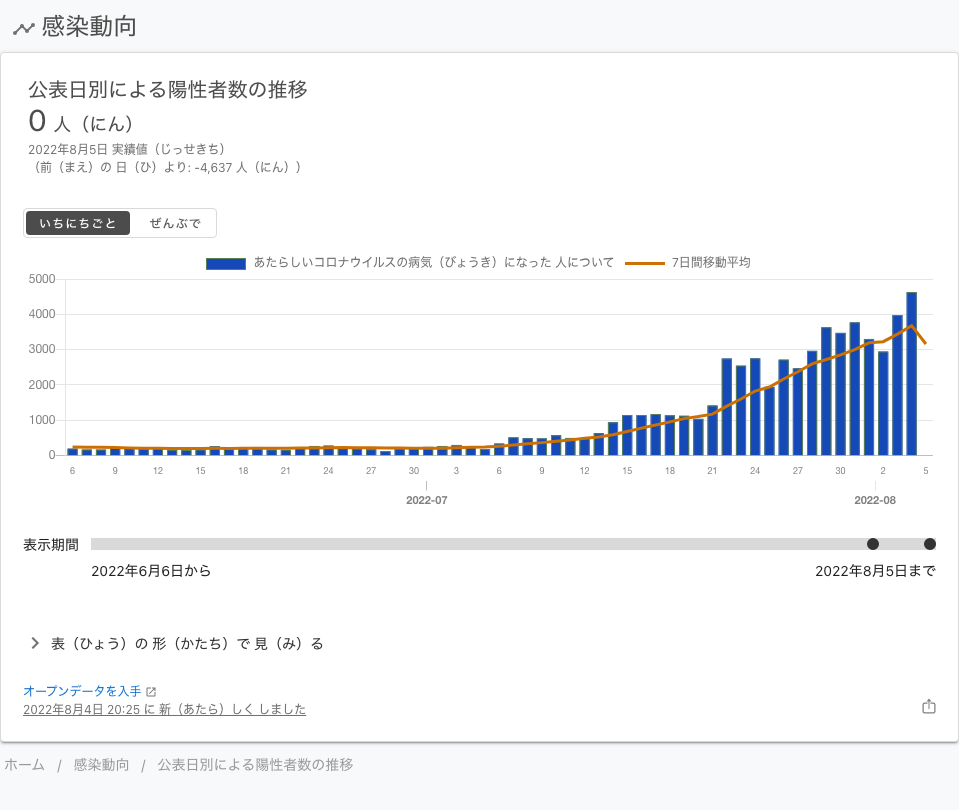 感染動向
公表日別による陽性者数の推移
0 人（にん）
2022年8月5日 実績値（じっせきち）
（前（まえ）の 日（ひ）より: -4,637 人（にん））
いちにちごと ぜんぶで
あたらしいコロナウイルスの病気（びょうき）になった 人について 7日間移動平均
5000
4000
3000
2000
1000
0
6 9 12 15 18 21 24 27 30 3 6 9 12 15 18 21 24 27 30 2 5
2022-07 2022-08
表示期間
2022年6月6日から 2022年8月5日まで
表（ひょう）の 形（かたち）で 見（み）る
オープンデータを入手
2022年8月4日 20:25 に 新（あたら）しく しました
ホーム / 感染動向 / 公表日別による陽性者数の推移